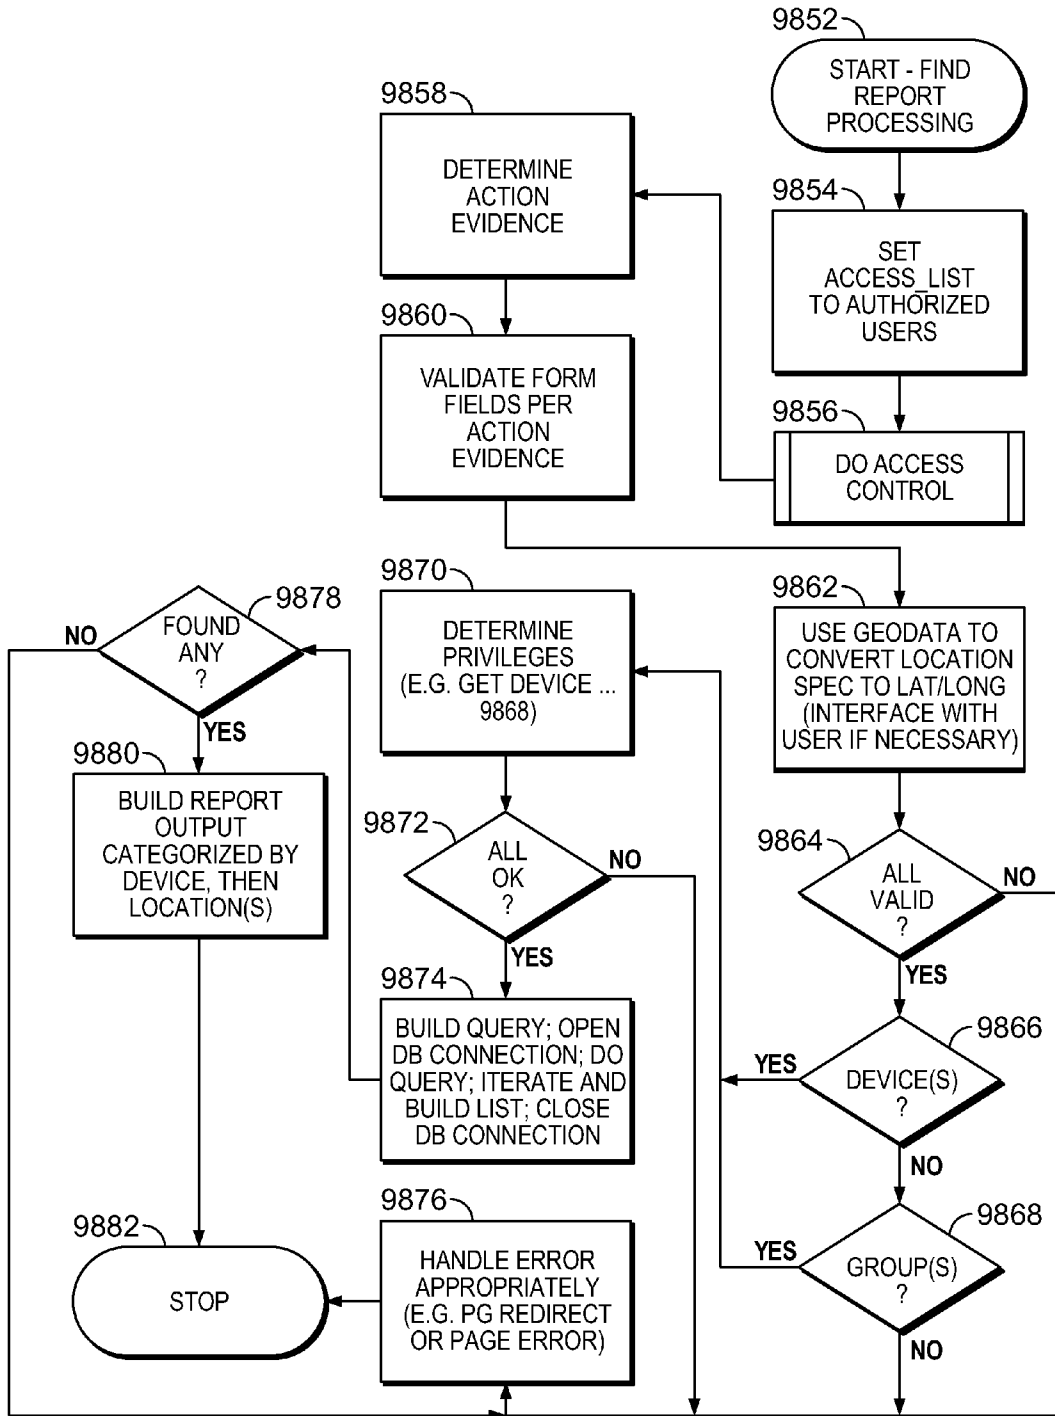 9852
START - FIND
REPORT
PROCESSING
9854
SET
ACCESS_LIST
TO AUTHORIZED
USERS
9856
DO ACCESS
CONTROL
9858
DETERMINE
ACTION
EVIDENCE
9860
VALIDATE FORM
FIELDS PER
ACTION
EVIDENCE
9862
USE GEODATA TO
CONVERT LOCATION
SPEC TO LAT/LONG
(INTERFACE WITH
USER IF NECESSARY)
9864
ALL
VALID
?
NO
YES
9866
DEVICE(S)
?
YES
NO
9868
GROUP(S)
?
YES
NO
9870
DETERMINE
PRIVILEGES
(E.G. GET DEVICE ...
9868)
9872
ALL
OK
?
NO
YES
9874
BUILD QUERY; OPEN
DB CONNECTION; DO
QUERY; ITERATE AND
BUILD LIST; CLOSE
DB CONNECTION
9876
HANDLE ERROR
APPROPRIATELY
(E.G. PG REDIRECT
OR PAGE ERROR)
9878
FOUND
ANY
?
NO
YES
9880
BUILD REPORT
OUTPUT
CATEGORIZED BY
DEVICE, THEN
LOCATION(S)
9882
STOP